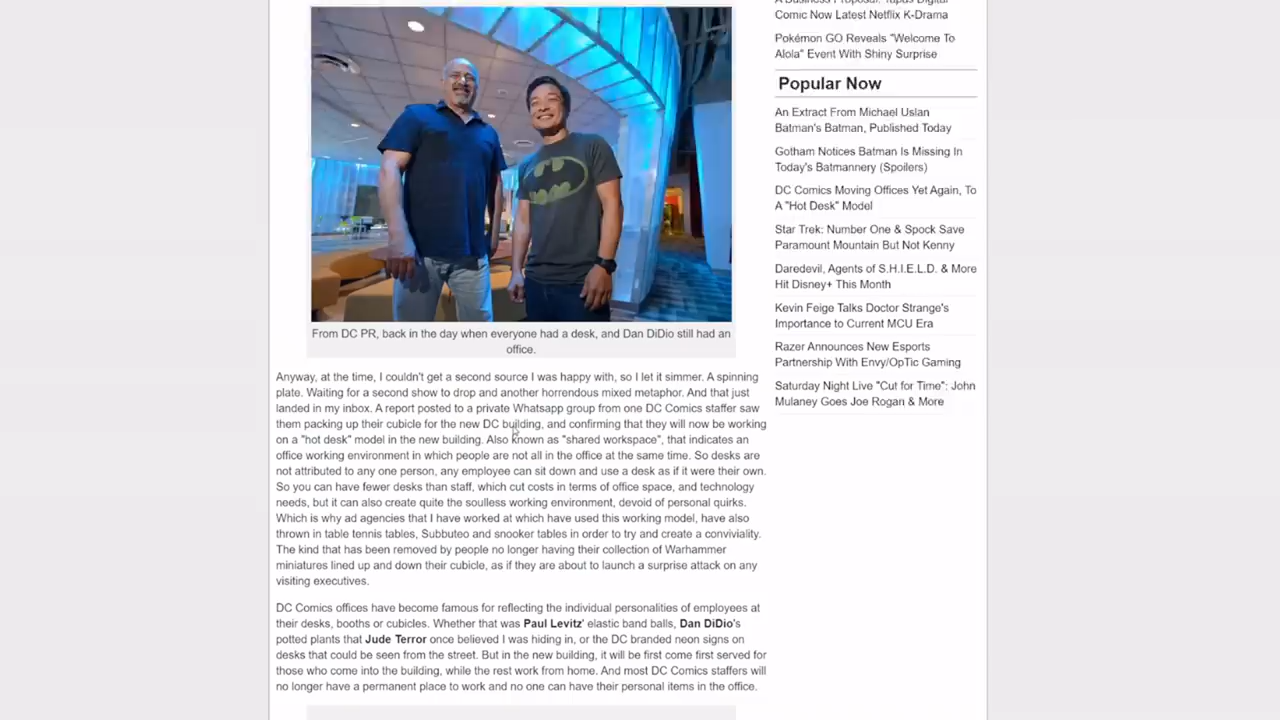 From DC PR, back in the day when everyone had a desk, and Dan DiDio still had an
office.
Anyway, at the time, I couldn't get a second source I was happy with, so I let it simmer. A spinning
plate. Waiting for a second show to drop and another horrendous mixed metaphor. And that just
landed in my inbox. A report posted to a private Whatsapp group from one DC Comics staffer saw
them packing up their cubicle for the new DC building, and confirming that they will now be working
on a "hot desk" model in the new building. Also known as "shared workspace", that indicates an
office working environment in which people are not all in the office at the same time. So desks are
not attributed to any one person, any employee can sit down and use a desk as if it were their own.
So you can have fewer desks than staff, which cut costs in terms of office space, and technology
needs, but it can also create quite the soulless working environment, devoid of personal quirks.
Which is why ad agencies that I have worked at which have used this working model, have also
thrown in table tennis tables, Subbuteo and snooker tables in order to try and create a conviviality.
The kind that has been removed by people no longer having their collection of Warhammer
miniatures lined up and down their cubicle, as if they are about to launch a surprise attack on any
visiting executives.
DC Comics offices have become famous for reflecting the individual personalities of employees at
their desks, booths or cubicles. Whether that was Paul Levitz' elastic band balls, Dan DiDio's
potted plants that Jude Terror once believed I was hiding in, or the DC branded neon signs on
desks that could be seen from the street. But in the new building, it will be first come first served for
those who come into the building, while the rest work from home. And most DC Comics staffers will
no longer have a permanent place to work and no one can have their personal items in the office.
A Business Proposal: Tapas Digital
Comic Now Latest Netflix K-Drama
Pokémon GO Reveals "Welcome To
Alola" Event With Shiny Surprise
Popular Now
An Extract From Michael Uslan
Batman's Batman, Published Today
Gotham Notices Batman Is Missing In
Today's Batmannery (Spoilers)
DC Comics Moving Offices Yet Again, To
A "Hot Desk" Model
Star Trek: Number One & Spock Save
Paramount Mountain But Not Kenny
Daredevil, Agents of S.H.I.E.L.D. & More
Hit Disney+ This Month
Kevin Feige Talks Doctor Strange's
Importance to Current MCU Era
Razer Announces New Esports
Partnership With Envy/OpTic Gaming
Saturday Night Live "Cut for Time": John
Mulaney Goes Joe Rogan & More